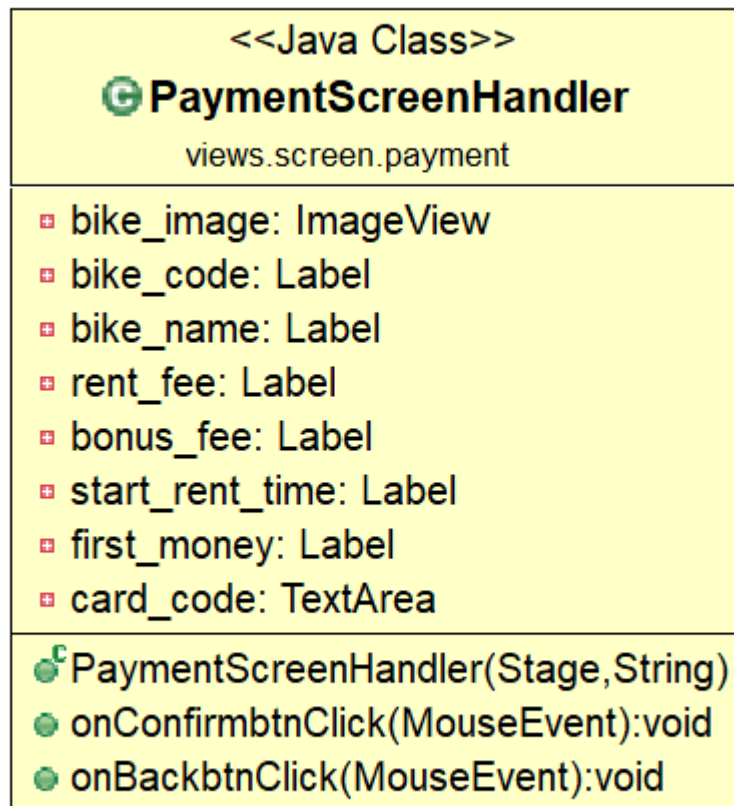 <<Java Class>>
PaymentScreenHandler
views.screen.payment
bike_image: ImageView
bike_code: Label
bike_name: Label
rent_fee: Label
bonus_fee: Label
start_rent_time: Label
first_money: Label
card_code: TextArea
PaymentScreenHandler(Stage,String)
onConfirmbtnClick(MouseEvent):void
onBackbtnClick(MouseEvent):void